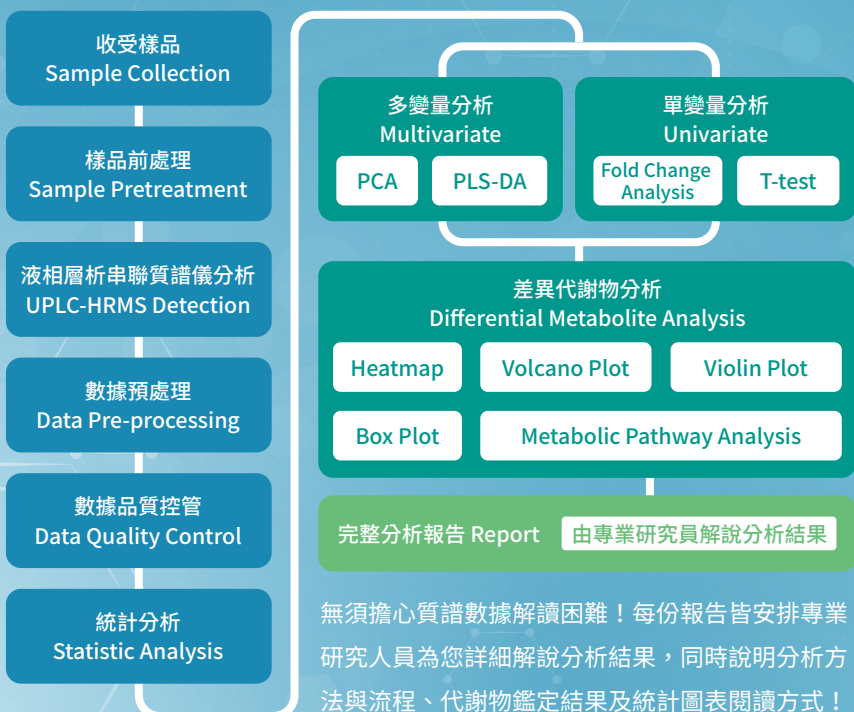 收受樣品
Sample Collection
樣品前處理
Sample Pretreatment
液相層析串聯質譜儀分析
UPLC-HRMS Detection
數據預處理
Data Pre-processing
數據品質控管
Data Quality Control
統計分析
Statistic Analysis
多變量分析
Multivariate
PCA
PLS-DA
單變量分析
Univariate
Fold Change
Analysis
T-test
差異代謝物分析
Differential Metabolite Analysis
Heatmap
Volcano Plot
Violin Plot
Box Plot
Metabolic Pathway Analysis
完整分析報告 Report
由專業研究員解說分析結果
無須擔心質譜數據解讀困難！每份報告皆安排專業
研究人員為您詳細解說分析結果，同時說明分析方
法與流程、代謝物鑑定結果及統計圖表閱讀方式！